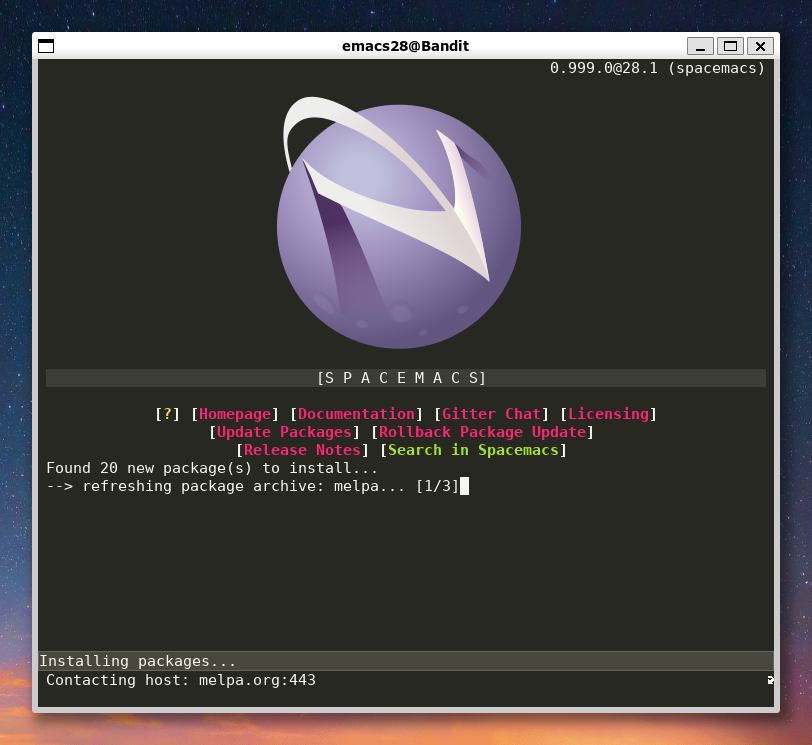 emacs28@Bandit
0.999.0@28.1 (spacemacs)
[S P A C E M A C S]
[?] [Homepage] [Documentation] [Gitter Chat] [Licensing]
[Update Packages] [Rollback Package Update]
[Release Notes] [Search in Spacemacs]
Found 20 new package(s) to install...
--> refreshing package archive: melpa... [1/3]
Installing packages...
Contacting host: melpa.org:443